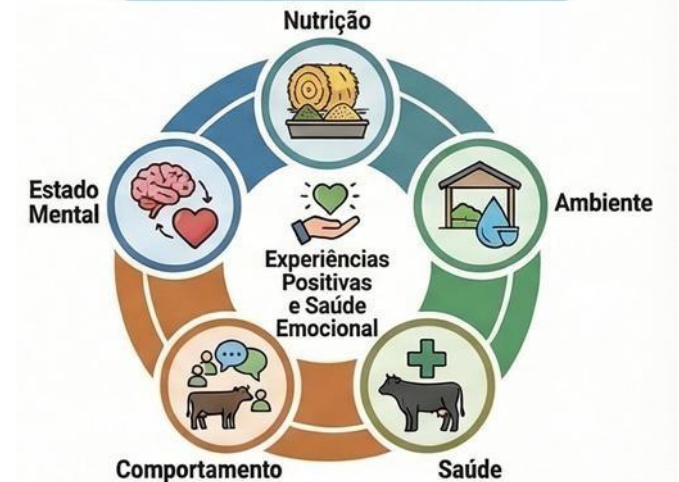 Nutrição
Estado
Mental
Ambiente
Experiências
Positivas
e Saúde
Emocional
Comportamento
Saúde